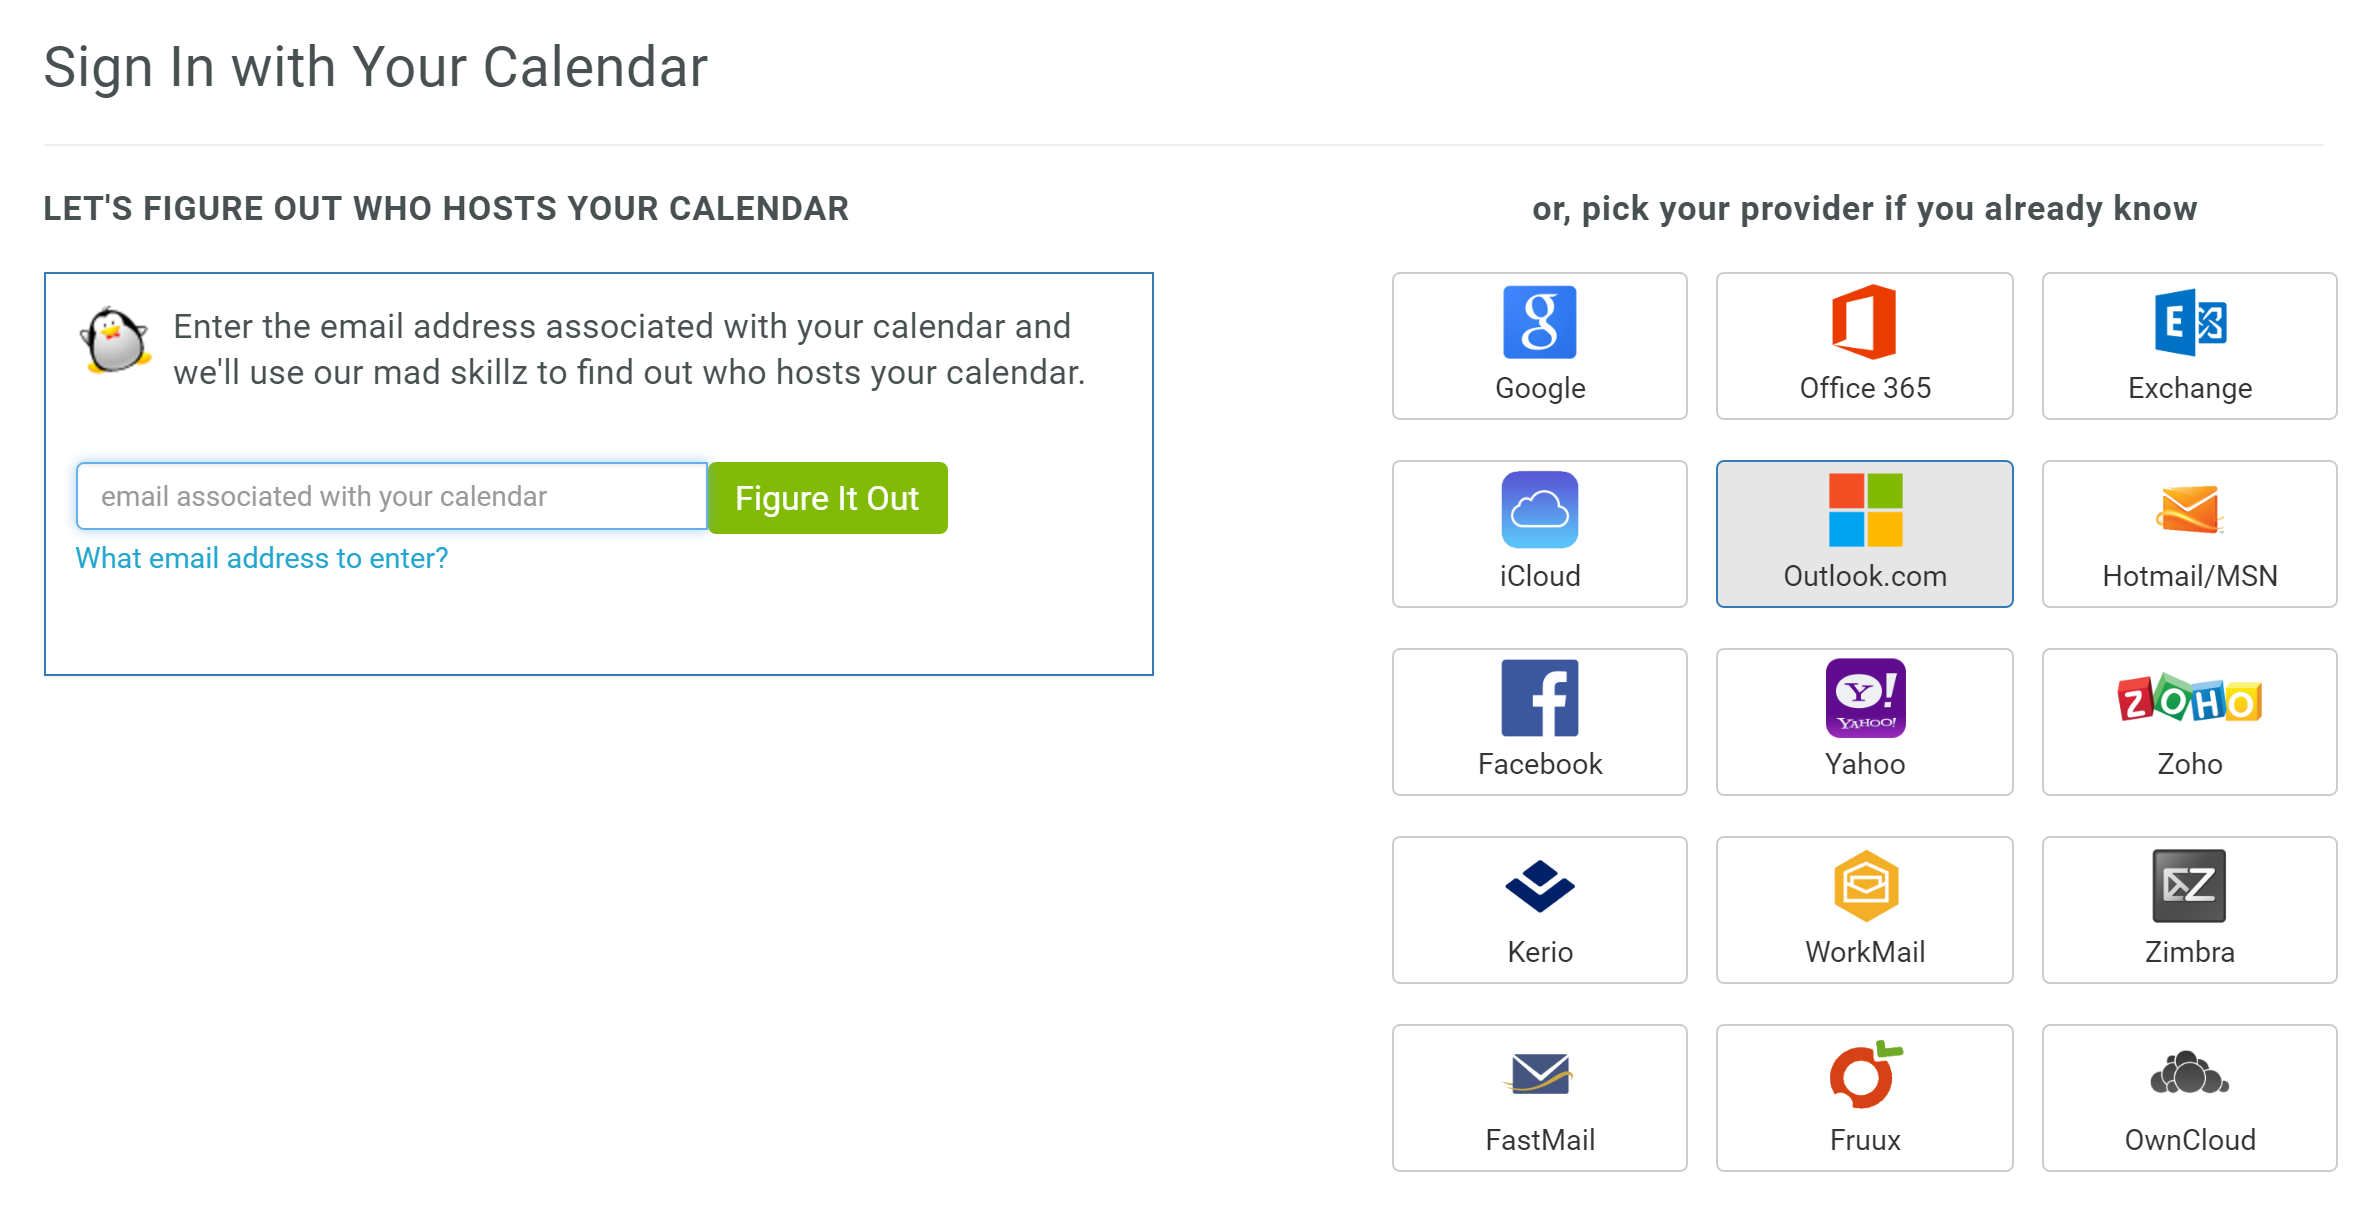 Sign In with Your Calendar
LET'S FIGURE OUT WHO HOSTS YOUR CALENDAR
Enter the email address associated with your calendar and
we'll use our mad skillz to find out who hosts your calendar.
email associated with your calendar
Figure It Out
What email address to enter?
or, pick your provider if you already know
g
Google
Office 365
E X
Exchange
iCloud
Outlook.com
Hotmail/MSN
f
Facebook
Y!
YAHOO!
Yahoo
ZOHO
Zoho
Kerio
WorkMail
Z
Zimbra
FastMail
Fruux
OwnCloud